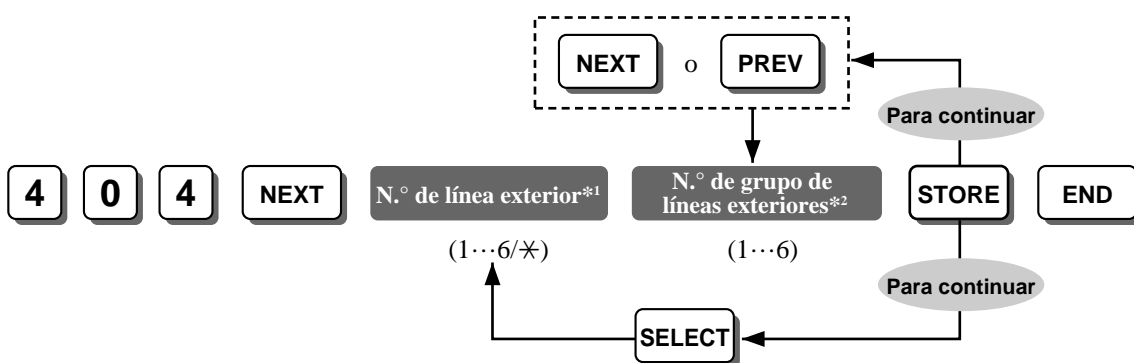 NEXT o PREV
Para continuar
4 0 4 NEXT N.° de línea exterior*1 N.° de grupo de líneas exteriores*2 STORE END
(1···6/✳) (1···6)
Para continuar
SELECT